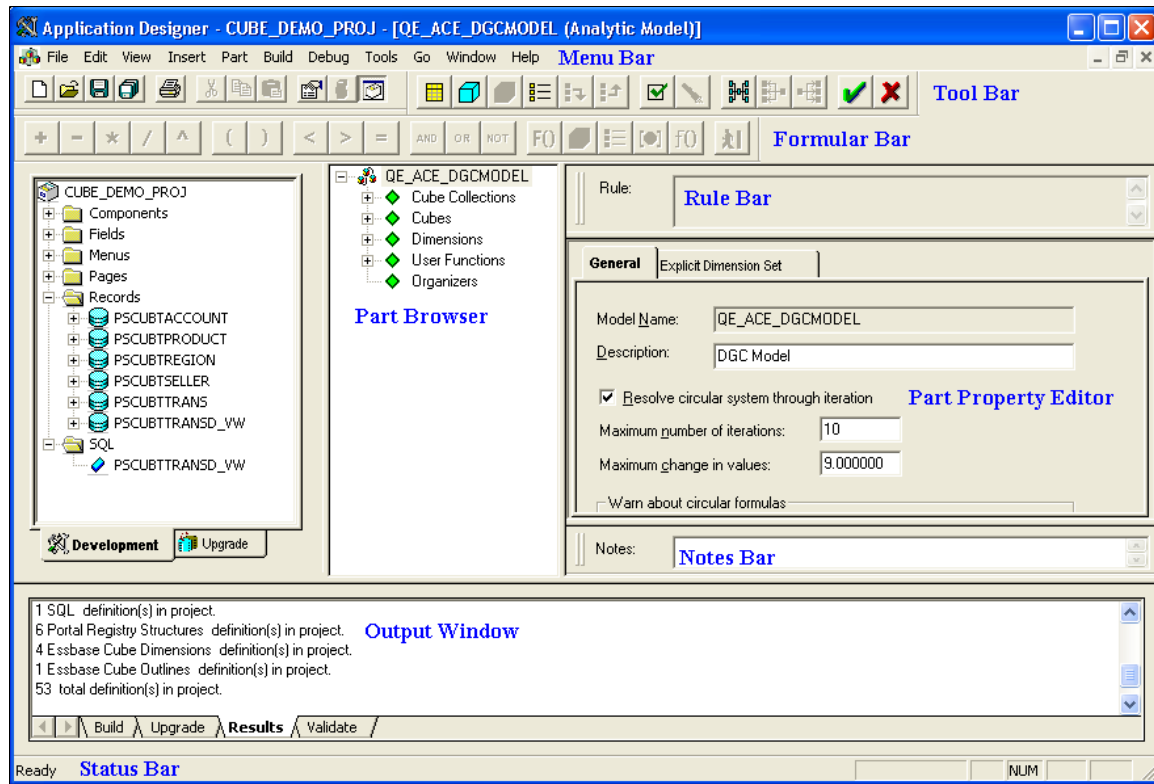 Application Designer - CUBE_DEMO_PROJ - [QE_ACE_DGCMODEL (Analytic Model)]
File Edit View Insert Part Build Debug Tools Go Window Help Menu Bar
Tool Bar
+ - * / ^ ( ) < > = AND OR NOT F() f() Formular Bar
CUBE_DEMO_PROJ
Components
Fields
Menus
Pages
Records
PSCUBTACCOUNT
PSCUBTPRODUCT
PSCUBTREGION
PSCUBTSELLER
PSCUBTTRANS
PSCUBTTRANSD_VW
SQL
PSCUBTTRANSD_VW
Development Upgrade
QE_ACE_DGCMODEL
Cube Collections
Cubes
Dimensions
User Functions
Organizers
Part Browser
Rule: Rule Bar
General Explicit Dimension Set
Model Name: QE_ACE_DGCMODEL
Description: DGC Model
Resolve circular system through iteration Part Property Editor
Maximum number of iterations: 10
Maximum change in values: 9.000000
Warn about circular formulas
Notes: Notes Bar
1 SQL definition(s) in project.
6 Portal Registry Structures definition(s) in project. Output Window
4 Essbase Cube Dimensions definition(s) in project.
1 Essbase Cube Outlines definition(s) in project.
53 total definition(s) in project.
Build Upgrade Results Validate
Ready Status Bar NUM